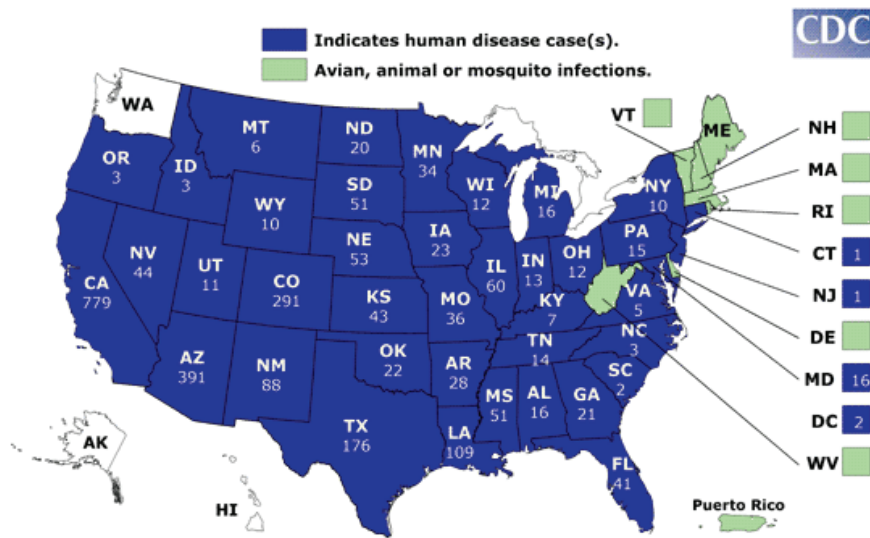 CDC
Indicates human disease case(s).
Avian, animal or mosquito infections.
WA
MT
6
ND
20
MN
34
VT
ME
NH
OR
3
ID
3
SD
51
WI
12
MI
16
NY
10
MA
WY
10
RI
NV
44
NE
53
IA
23
PA
15
CT 1
CA
779
UT
11
CO
291
IL
60
IN
13
OH
12
NJ 1
KS
43
MO
36
KY
7
VA
5
DE
AZ
391
NM
88
OK
22
AR
28
TN
14
NC
3
MD 16
SC
2
MS
51
AL
16
GA
21
DC 2
TX
176
LA
109
AK
FL
41
WV
HI
Puerto Rico